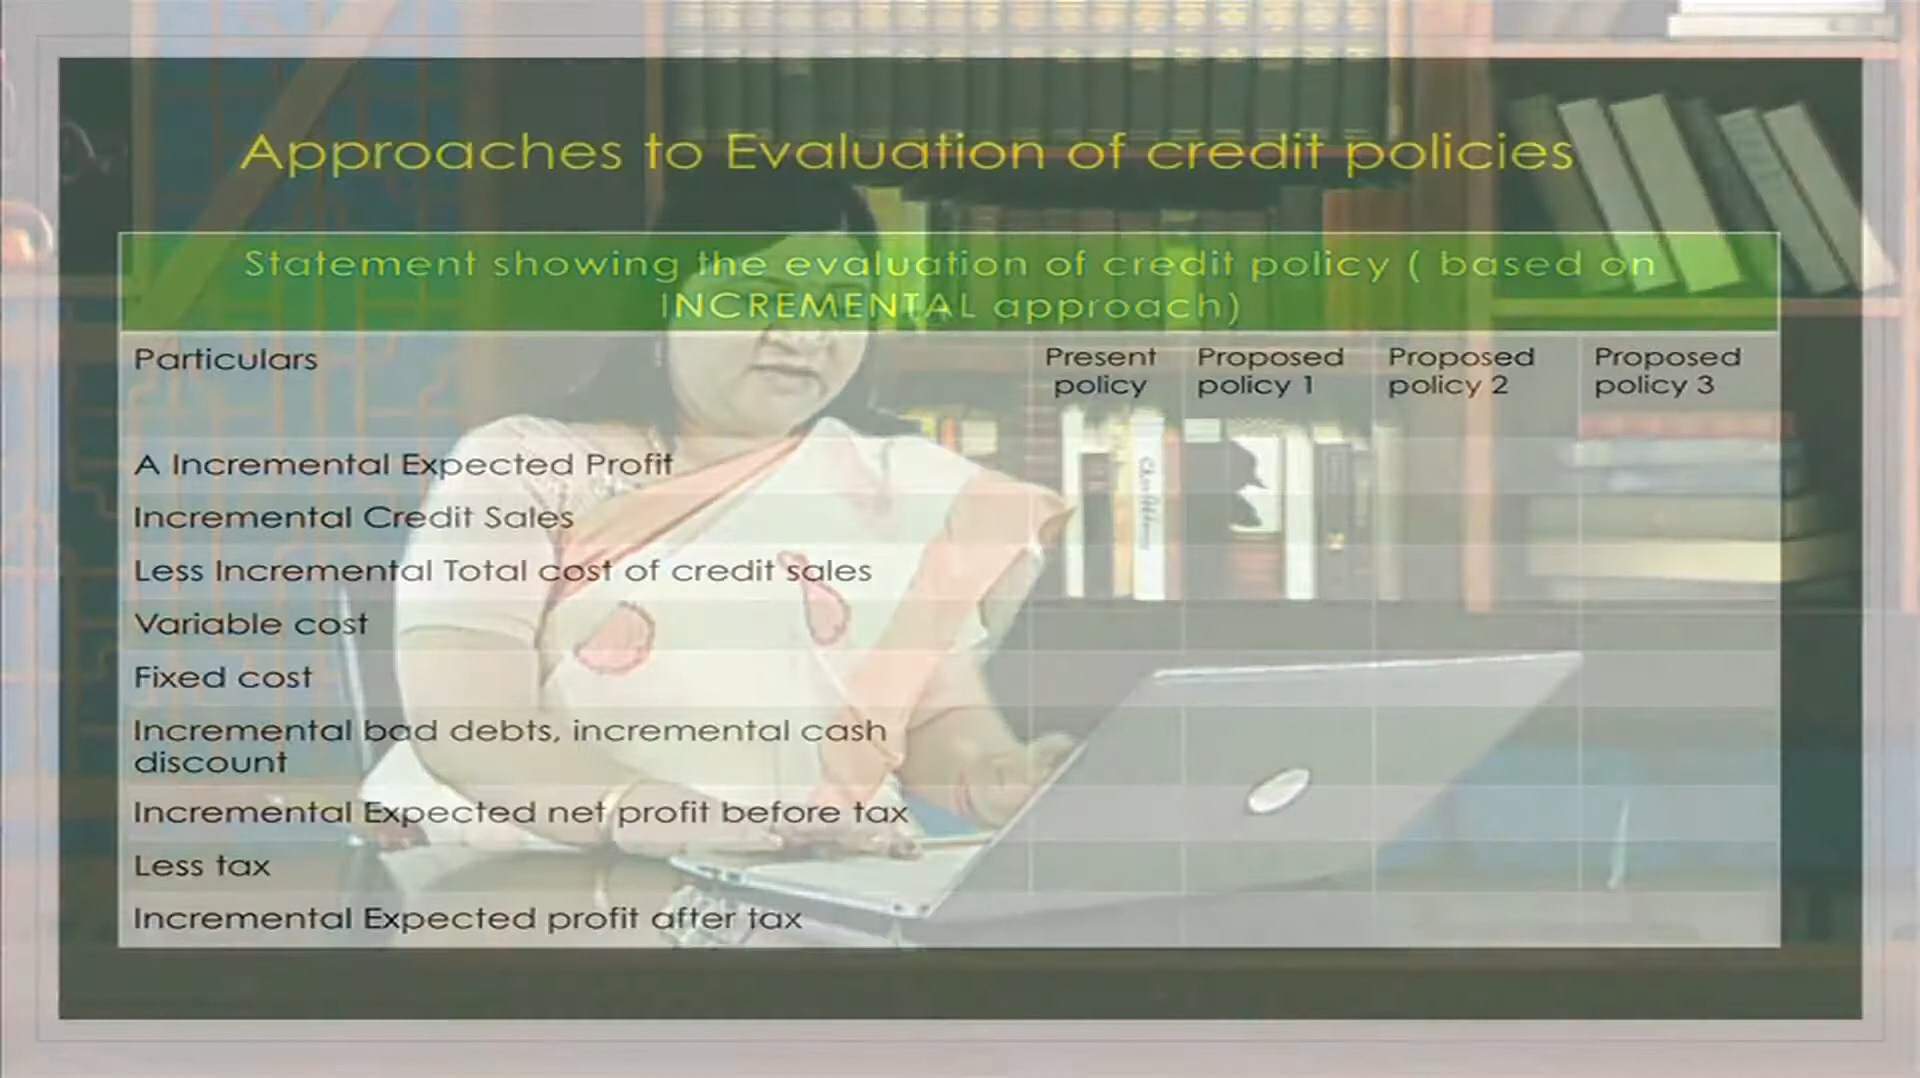 Approaches to Evaluation of credit policies
Statement showing the evaluation of credit policy ( based on
INCREMENTAL approach)
Particulars
Present policy
Proposed policy 1
Proposed policy 2
Proposed policy 3
A Incremental Expected Profit
Incremental Credit Sales
Less Incremental Total cost of credit sales
Variable cost
Fixed cost
Incremental bad debts, incremental cash
discount
Incremental Expected net profit before tax
Less tax
Incremental Expected profit after tax